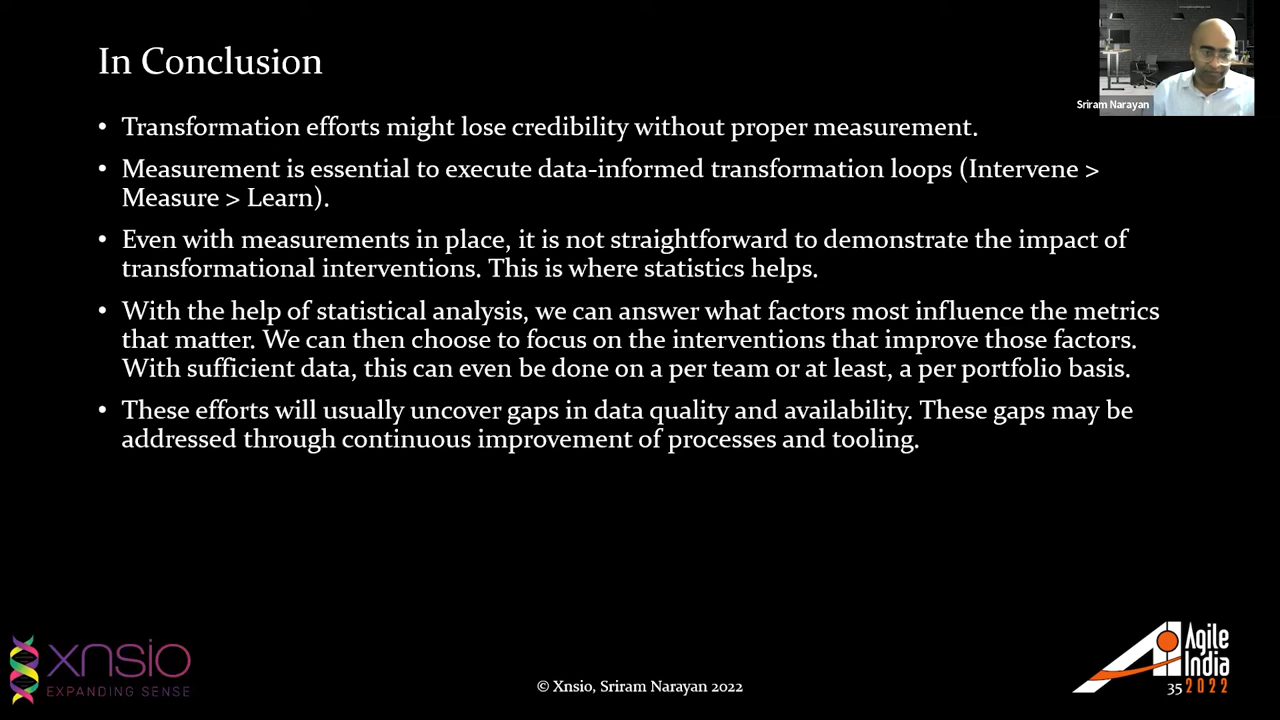 In Conclusion
Sriram Narayan
• Transformation efforts might lose credibility without proper measurement.
• Measurement is essential to execute data-informed transformation loops (Intervene >
Measure > Learn).
• Even with measurements in place, it is not straightforward to demonstrate the impact of
transformational interventions. This is where statistics helps.
• With the help of statistical analysis, we can answer what factors most influence the metrics
that matter. We can then choose to focus on the interventions that improve those factors.
With sufficient data, this can even be done on a per team or at least, a per portfolio basis.
• These efforts will usually uncover gaps in data quality and availability. These gaps may be
addressed through continuous improvement of processes and tooling.
xnsio
EXPANDING SENSE
© Xnsio, Sriram Narayan 2022
Agile
India
2022
35